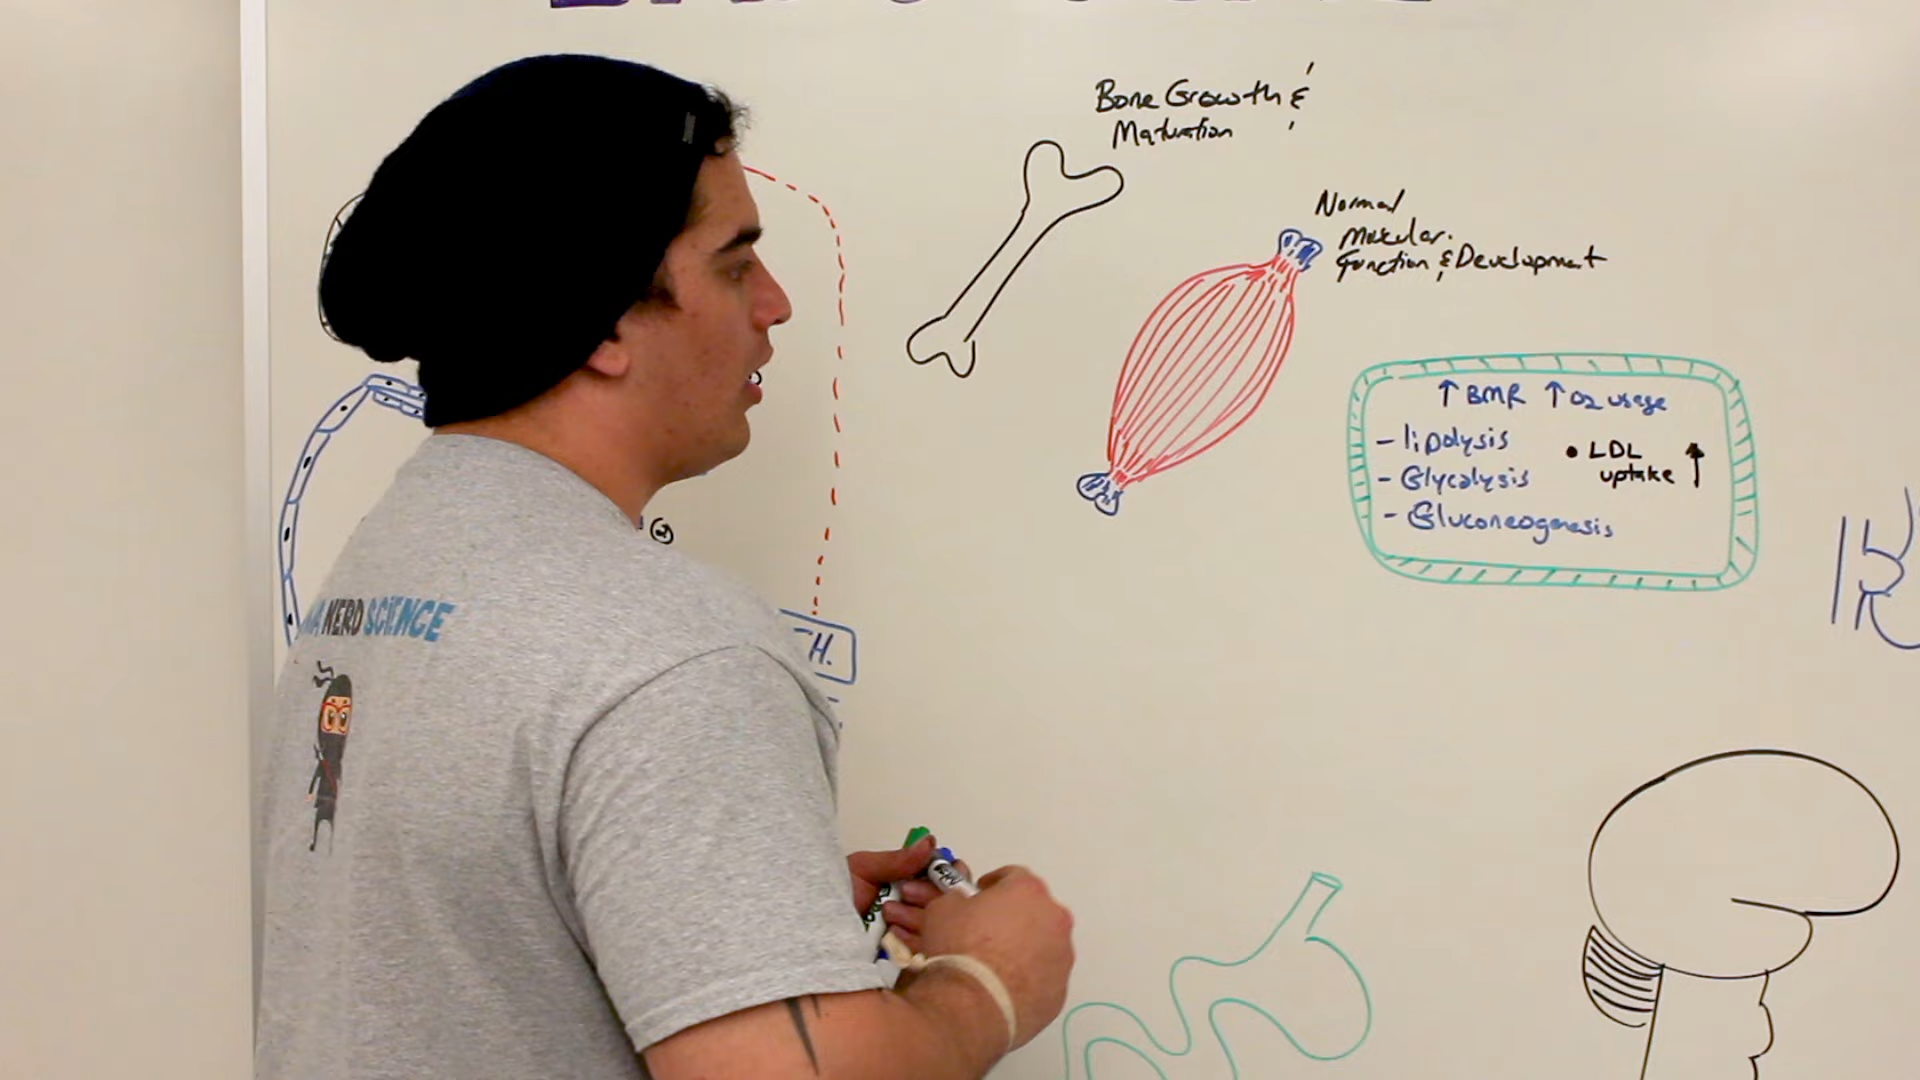 Bone Growth &
Maturation
Normal
Muscular
Function & Development
↑ BMR ↑ O2 usage
- lipolysis
- Glycolysis
- Gluconeogenesis
• LDL
uptake ↑
NERD SCIENCE
T.H.